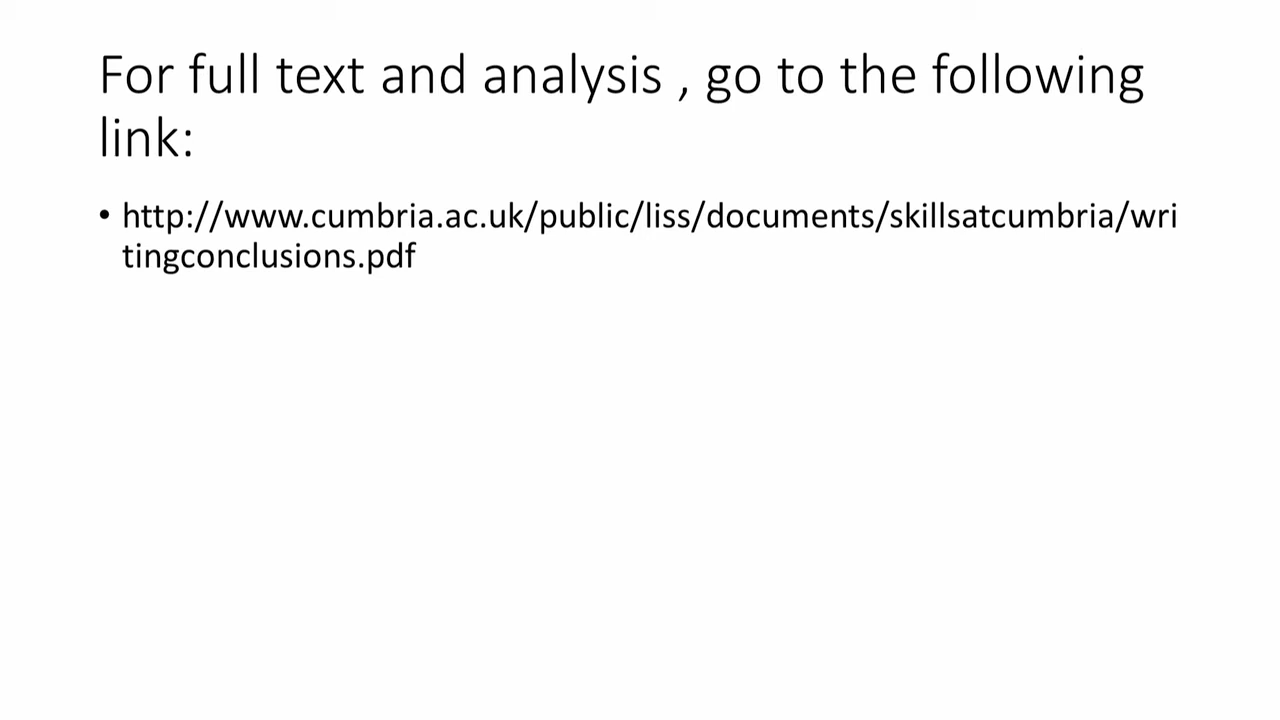 For full text and analysis , go to the following
link:
• http://www.cumbria.ac.uk/public/liss/documents/skillsatcumbria/wri
tingconclusions.pdf